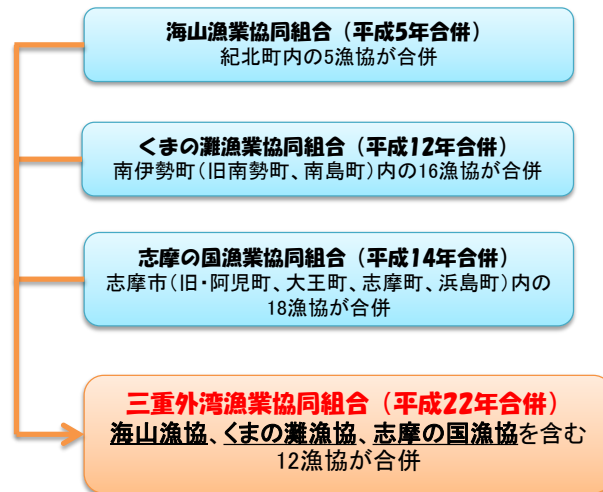 海山漁業協同組合（平成5年合併）
紀北町内の5漁協が合併
くまの灘漁業協同組合（平成12年合併）
南伊勢町（旧南勢町、南島町）内の16漁協が合併
志摩の国漁業協同組合（平成14年合併）
志摩市（旧・阿児町、大王町、志摩町、浜島町）内の
18漁協が合併
三重外湾漁業協同組合（平成22年合併）
海山漁協、くまの灘漁協、志摩の国漁協を含む
12漁協が合併